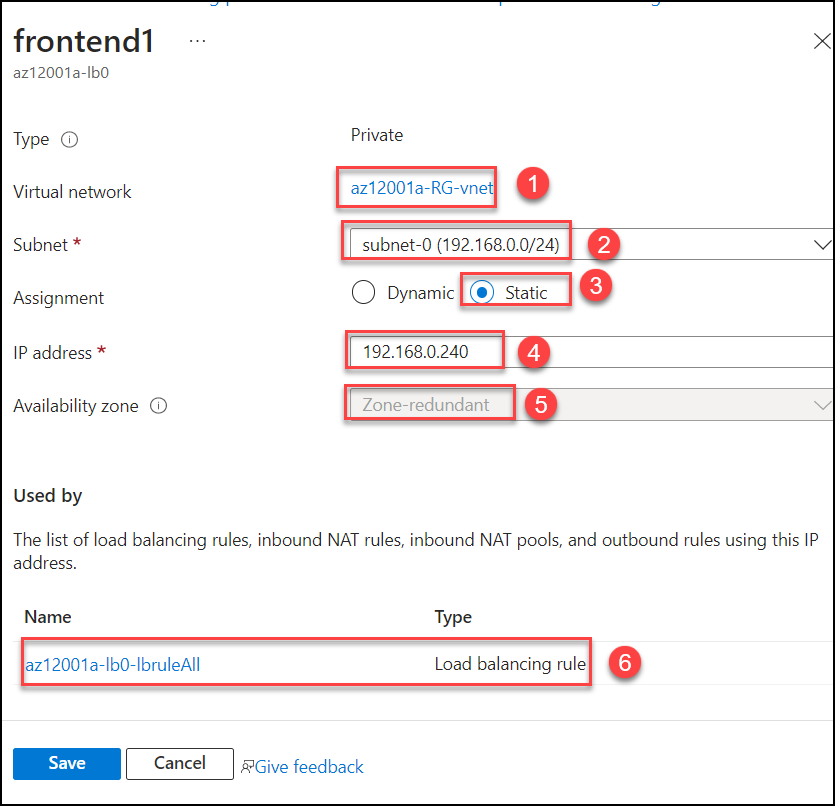 frontend1 ...
az12001a-lb0
Type Private
Virtual network az12001a-RG-vnet 1
Subnet * subnet-0 (192.168.0.0/24) 2
Assignment Dynamic Static 3
IP address * 192.168.0.240 4
Availability zone Zone-redundant 5
Used by
The list of load balancing rules, inbound NAT rules, inbound NAT pools, and outbound rules using this IP
address.
Name Type
az12001a-lb0-lbruleAll Load balancing rule 6
Save Cancel Give feedback